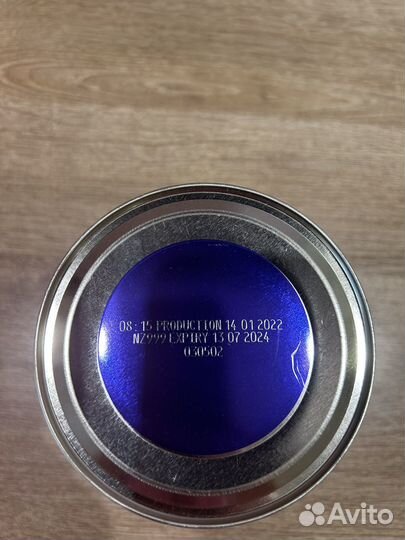 08:15 PRODUCTION 14 01 2022
NZ999 EXPIRY 13 07 2024
030502
Avito